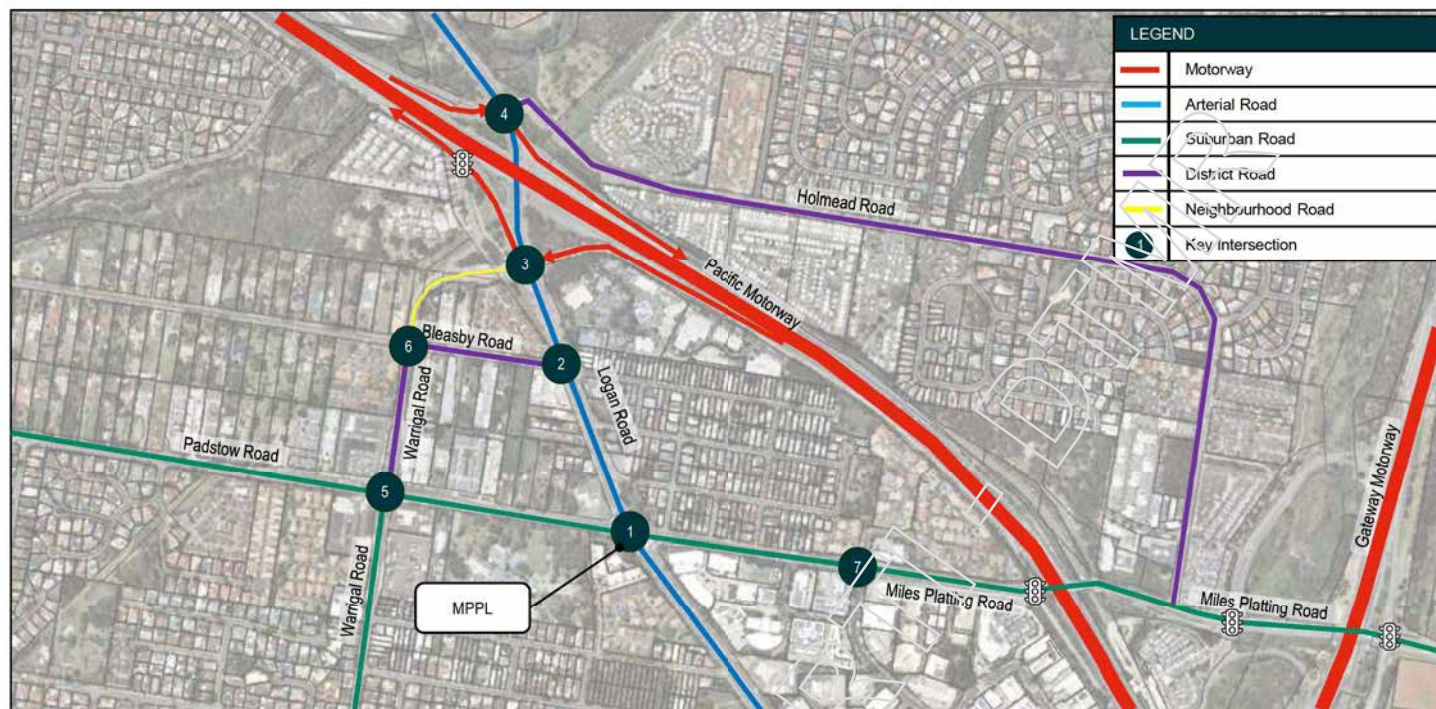 LEGEND
Motorway
Arterial Road
Suburban Road
District Road
Neighbourhood Road
1 Key Intersection
4
Holmead Road
3
Pacific Motorway
Bleasby Road
6
2
Logan Road
Warrigal Road
Padstow Road
Gateway Motorway
5
1
Warrigal Road
7
MPPL
Miles Platting Road
Miles Platting Road